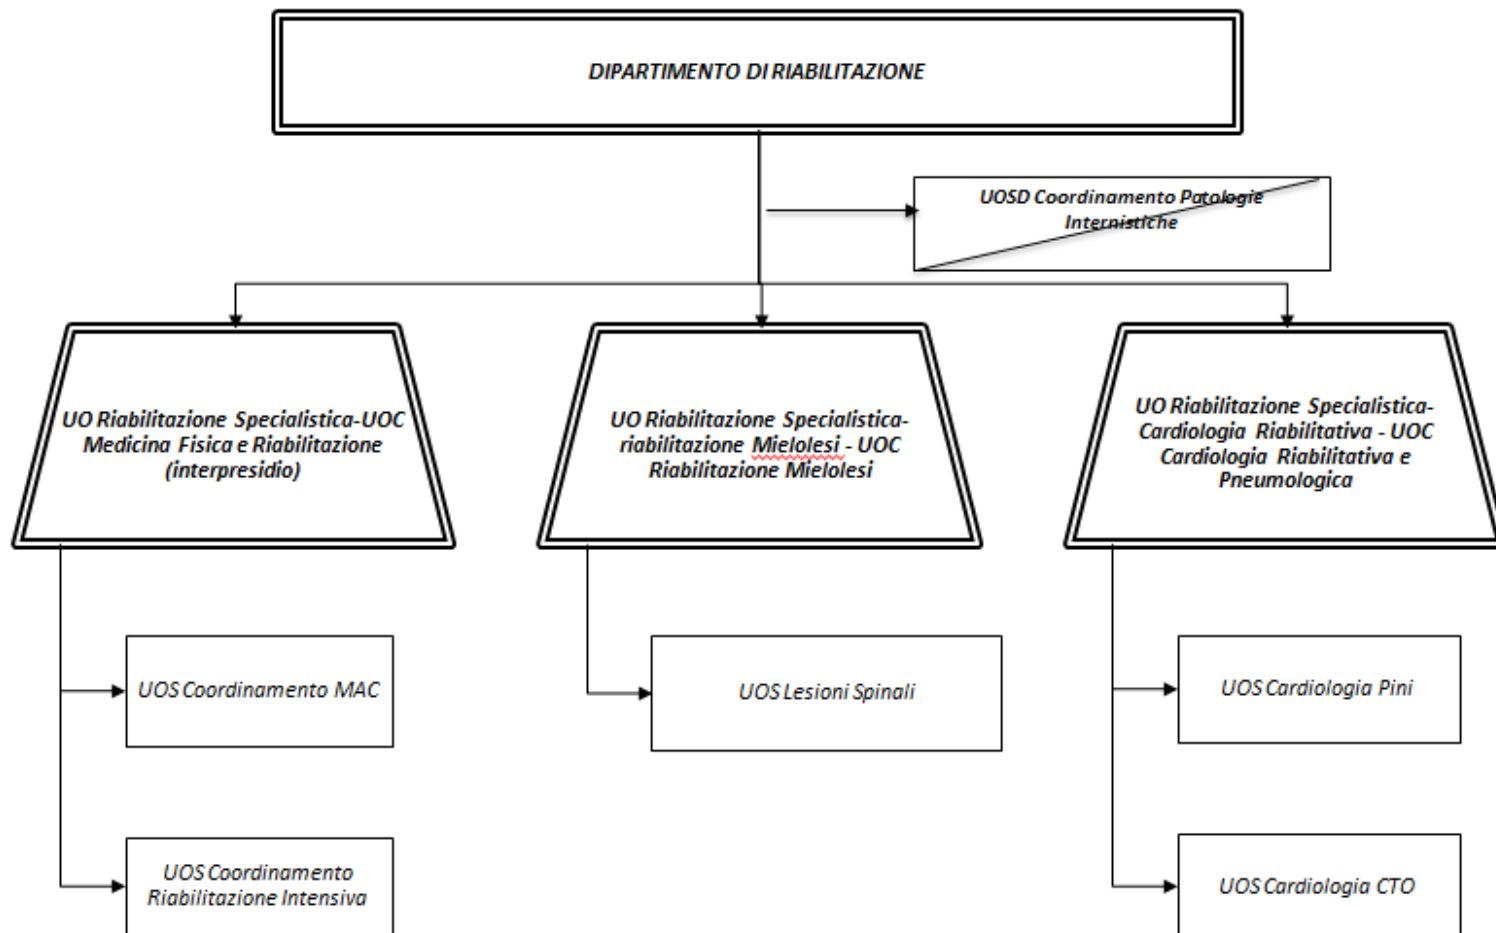 DIPARTIMENTO DI RIABILITAZIONE
UOSD Coordinamento Patologie
Internistiche
UO Riabilitazione Specialistica-UOC
Medicina Fisica e Riabilitazione
(interpresidio)
UO Riabilitazione Specialistica-
riabilitazione Mielolesi - UOC
Riabilitazione Mielolesi
UO Riabilitazione Specialistica-
Cardiologia Riabilitativa - UOC
Cardiologia Riabilitativa e
Pneumologica
UOS Coordinamento MAC
UOS Lesioni Spinali
UOS Cardiologia Pini
UOS Coordinamento
Riabilitazione Intensiva
UOS Cardiologia CTO